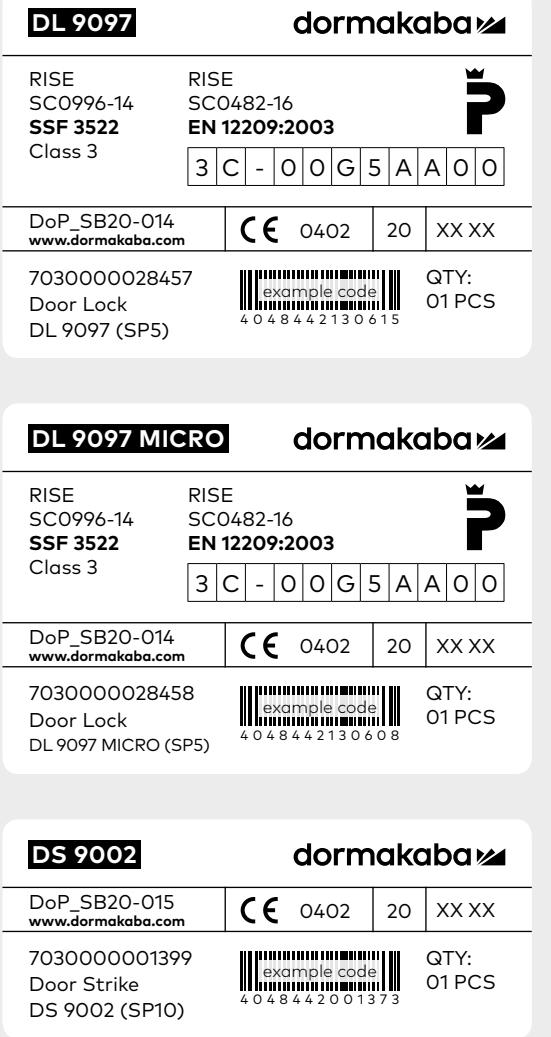 DL 9097 dormakaba
RISE RISE
SC0996-14 SC0482-16
SSF 3522 EN 12209:2003
Class 3
3 C - 0 0 G 5 A A 0 0
DoP_SB20-014
www.dormakaba.com
CE 0402 20 XX XX
7030000028457
Door Lock
DL 9097 (SP5)
example code
4048442130615
QTY:
01 PCS
DL 9097 MICRO dormakaba
RISE RISE
SC0996-14 SC0482-16
SSF 3522 EN 12209:2003
Class 3
3 C - 0 0 G 5 A A 0 0
DoP_SB20-014
www.dormakaba.com
CE 0402 20 XX XX
7030000028458
Door Lock
DL 9097 MICRO (SP5)
example code
4048442130608
QTY:
01 PCS
DS 9002 dormakaba
DoP_SB20-015
www.dormakaba.com
CE 0402 20 XX XX
7030000001399
Door Strike
DS 9002 (SP10)
example code
4048442001373
QTY:
01 PCS